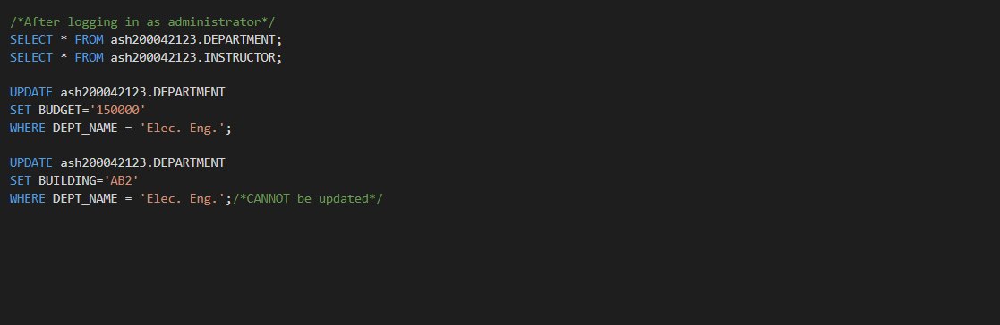 /*After logging in as administrator*/
SELECT * FROM ash200042123.DEPARTMENT;
SELECT * FROM ash200042123.INSTRUCTOR;
UPDATE ash200042123.DEPARTMENT
SET BUDGET='150000'
WHERE DEPT_NAME = 'Elec. Eng.';
UPDATE ash200042123.DEPARTMENT
SET BUILDING='AB2'
WHERE DEPT_NAME = 'Elec. Eng.';/*CANNOT be updated*/